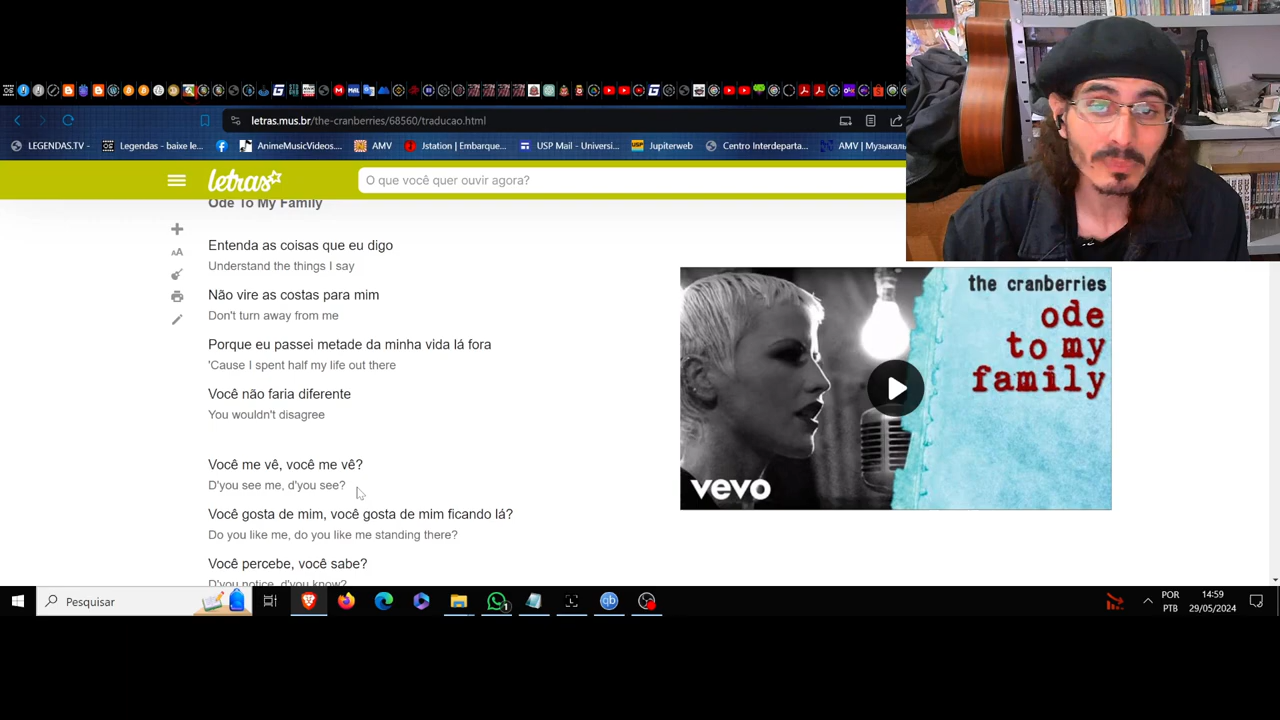 letras.mus.br/the-cranberries/68560/traducao.html
LEGENDAS.TV -
Legendas - baixe le...
AnimeMusicVideos...
AMV
Jstation | Embarque...
USP Mail - Universi...
Jupiterweb
Centro Interdeparta...
AMV | Музыкаль
letras
O que você quer ouvir agora?
Ode To My Family
Entenda as coisas que eu digo
Understand the things I say
Não vire as costas para mim
Don't turn away from me
Porque eu passei metade da minha vida lá fora
'Cause I spent half my life out there
Você não faria diferente
You wouldn't disagree
Você me vê, você me vê?
D'you see me, d'you see?
Você gosta de mim, você gosta de mim ficando lá?
Do you like me, do you like me standing there?
Você percebe, você sabe?
D'you notice, d'you know?
the cranberries
ode
to my
family
vevo
Pesquisar
POR
PTB
14:59
29/05/2024